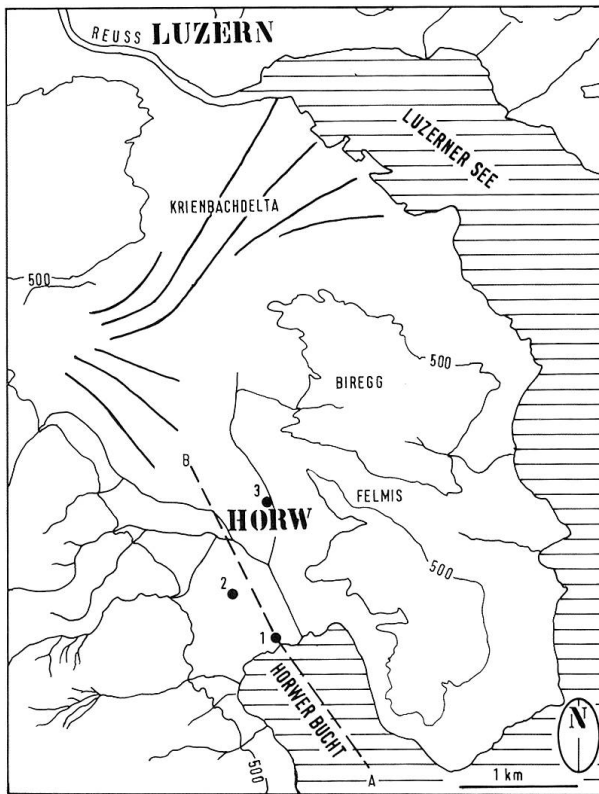 REUSS LUZERN
LUZERNER SEE
KRIENBACHDELTA
500
500
BIREGG
B
3
FELMIS
HORW
500
2
1
HORWER BUCHT
N
500
A
1 km